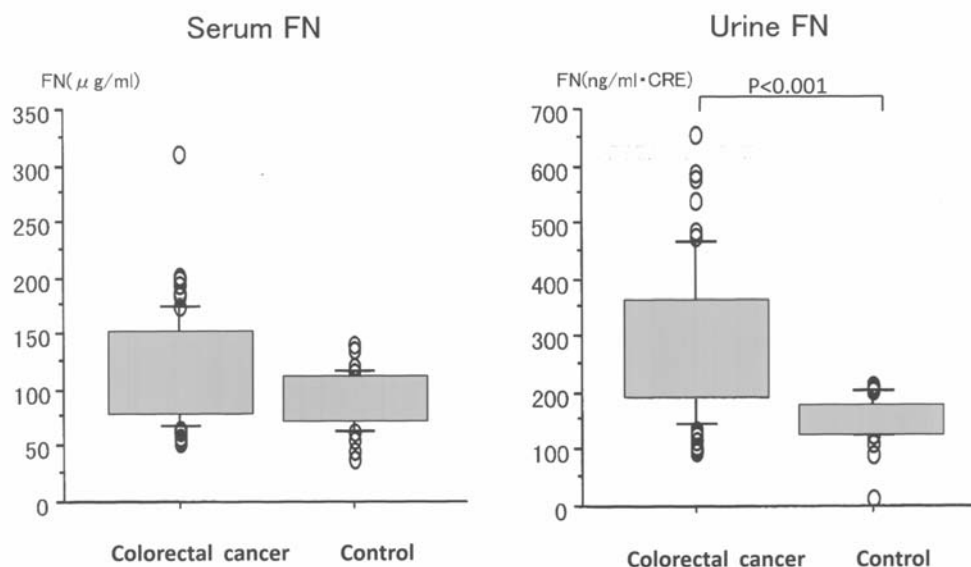 Serum FN
FN( μ g/ml)
350
300
250
200
150
100
50
0
Colorectal cancer Control
Urine FN
FN(ng/ml・CRE)
P<0.001
700
600
500
400
300
200
100
0
Colorectal cancer Control